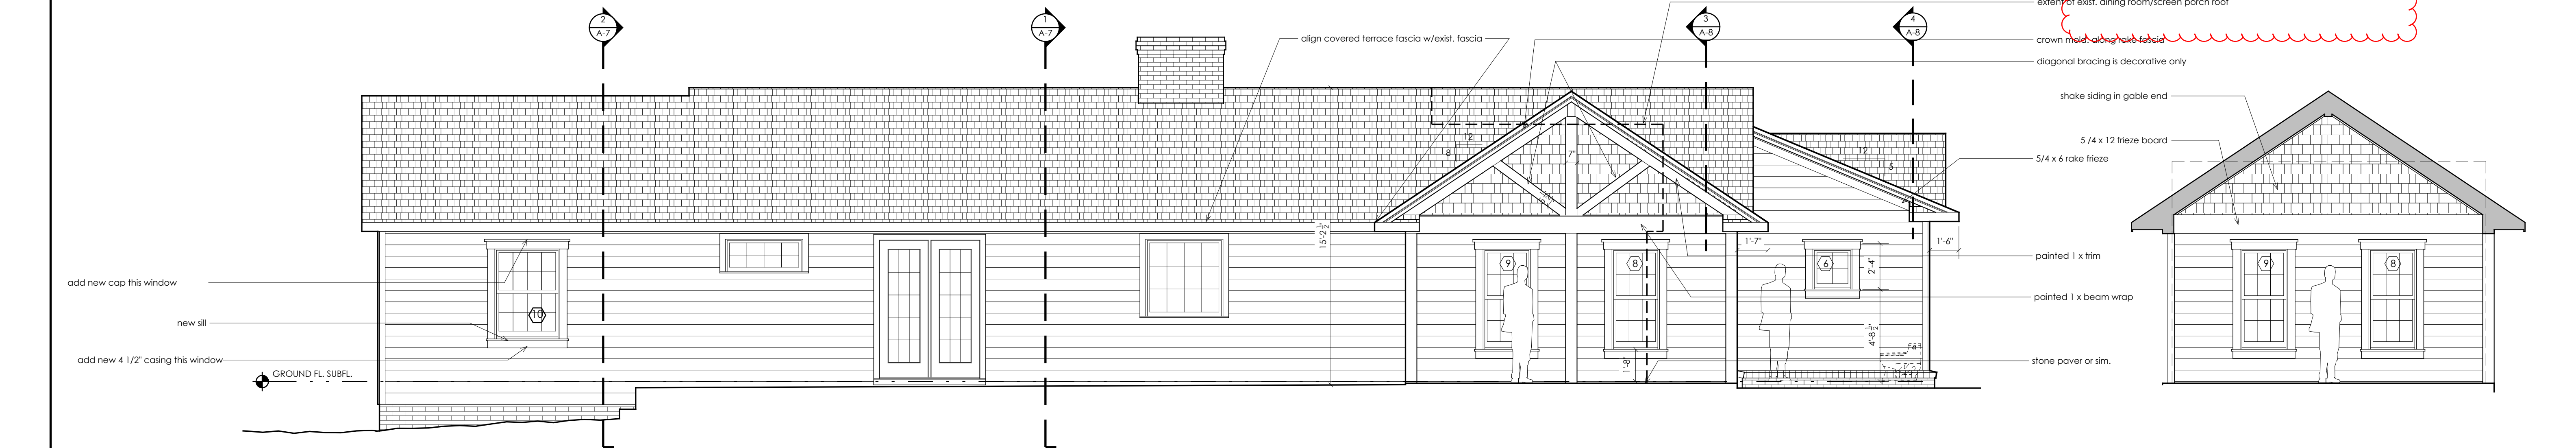 2
A-7
1
A-7
3
A-8
4
A-8
extent of exist. dining room/screen porch roof
align covered terrace fascia w/exist. fascia
crown mold. along rake fascia
diagonal bracing is decorative only
shake siding in gable end
5 /4 x 12 frieze board
5/4 x 6 rake frieze
12
8
7"
12
5
15'-2 1/2"
1'-7"
1'-6"
9
8
6
2'-4"
9
8
add new cap this window
painted 1 x trim
painted 1 x beam wrap
10
new sill
4'-8 1/2"
add new 4 1/2" casing this window
1'-8"
stone paver or sim.
GROUND FL. SUBFL.